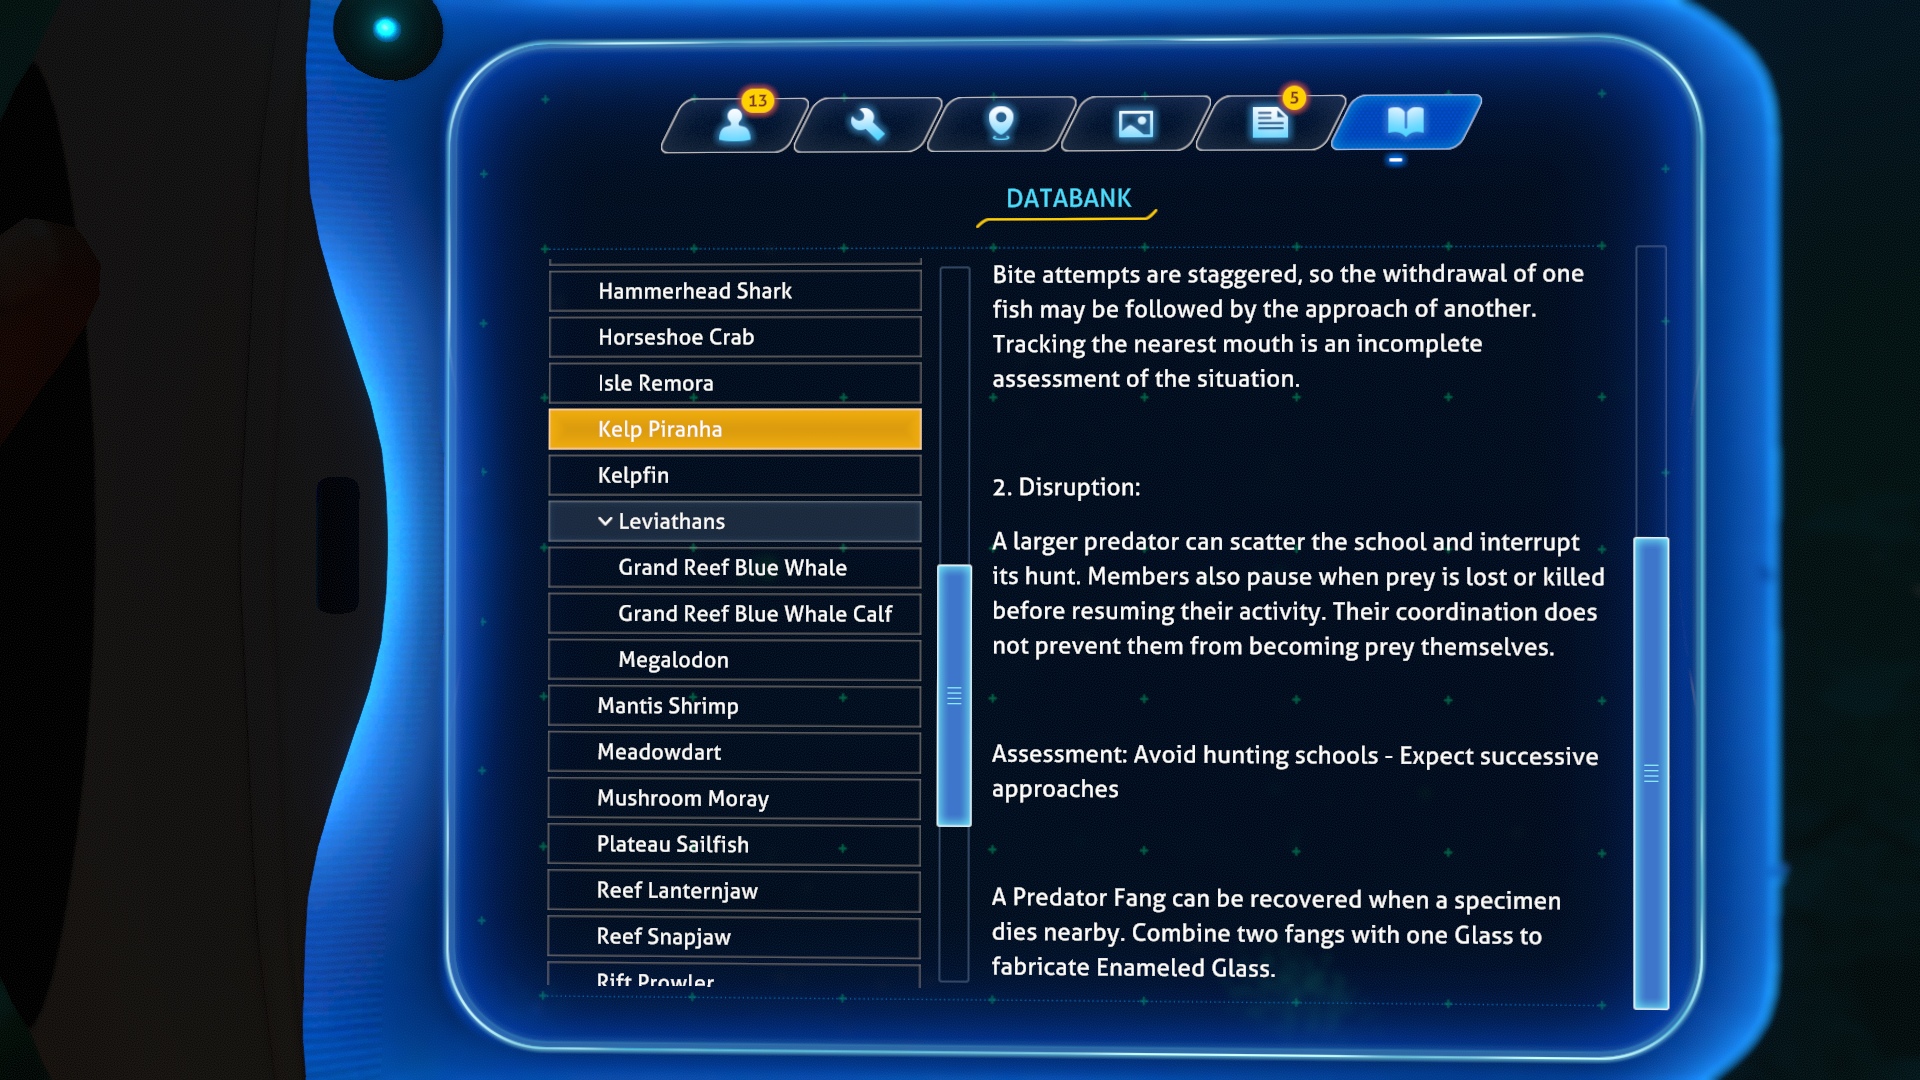 13
5
DATABANK
Hammerhead Shark
Horseshoe Crab
Isle Remora
Kelp Piranha
Kelpfin
Leviathans
Grand Reef Blue Whale
Grand Reef Blue Whale Calf
Megalodon
Mantis Shrimp
Meadowdart
Mushroom Moray
Plateau Sailfish
Reef Lanternjaw
Reef Snapjaw
Rift Prowler
Bite attempts are staggered, so the withdrawal of one
fish may be followed by the approach of another.
Tracking the nearest mouth is an incomplete
assessment of the situation.
2. Disruption:
A larger predator can scatter the school and interrupt
its hunt. Members also pause when prey is lost or killed
before resuming their activity. Their coordination does
not prevent them from becoming prey themselves.
Assessment: Avoid hunting schools - Expect successive
approaches
A Predator Fang can be recovered when a specimen
dies nearby. Combine two fangs with one Glass to
fabricate Enameled Glass.